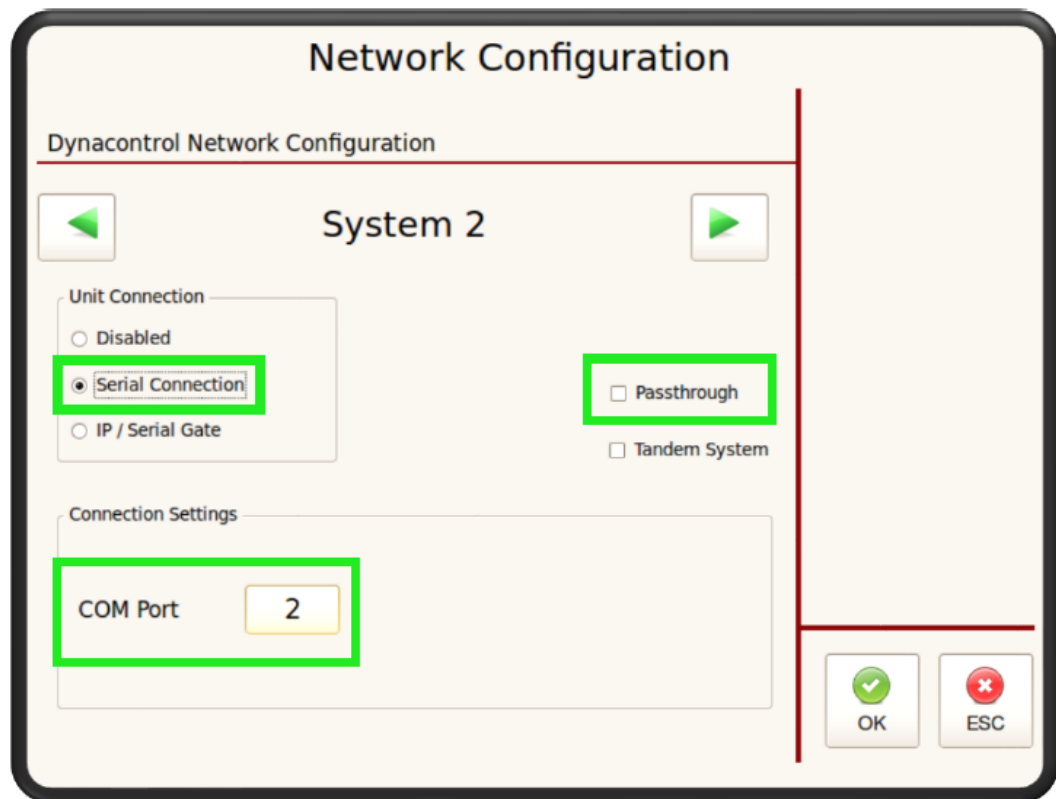 Network Configuration
Dynacontrol Network Configuration
System 2
Unit Connection
Disabled
Serial Connection
Passthrough
IP / Serial Gate
Tandem System
Connection Settings
COM Port 2
OK
ESC